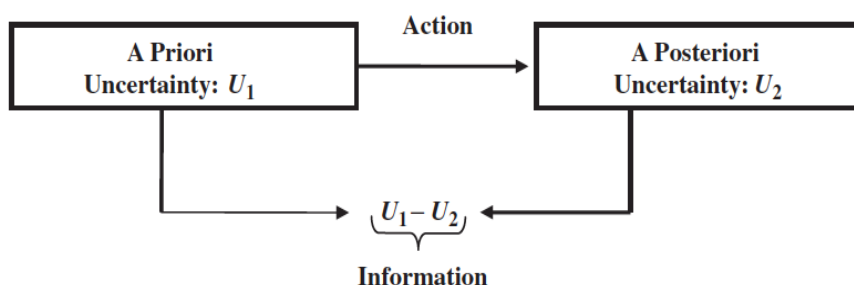 Action
A Priori
Uncertainty: U₁
A Posteriori
Uncertainty: U₂
U₁ – U₂
Information